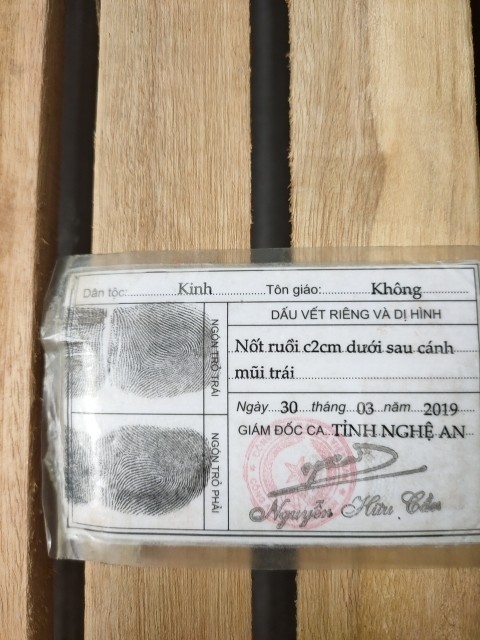 Dân tộc: Kinh Tôn giáo: Không
DẤU VẾT RIÊNG VÀ DỊ HÌNH
NGÓN TRỎ TRÁI
Nốt ruồi c2cm dưới sau cánh
mũi trái
NGÓN TRỎ PHẢI
Ngày 30 tháng 03 năm 2019
GIÁM ĐỐC CA TỈNH NGHỆ AN
Nguyễn Hữu Cầu